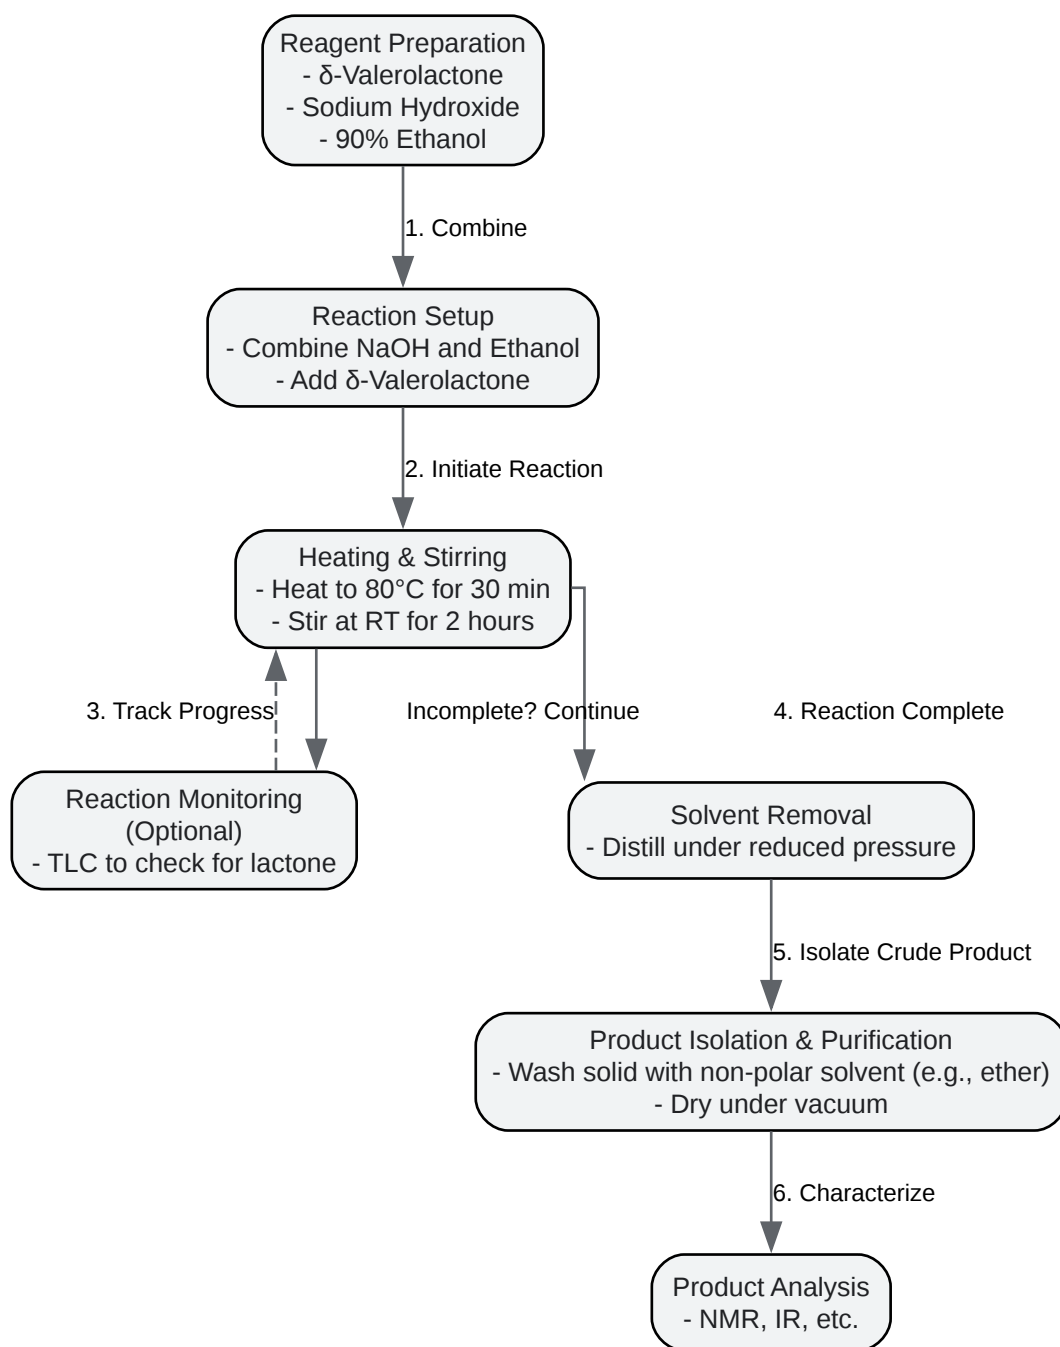 Reagent Preparation
- δ-Valerolactone
- Sodium Hydroxide
- 90% Ethanol
1. Combine
Reaction Setup
- Combine NaOH and Ethanol
- Add δ-Valerolactone
2. Initiate Reaction
Heating & Stirring
- Heat to 80°C for 30 min
- Stir at RT for 2 hours
3. Track Progress
Incomplete? Continue
4. Reaction Complete
Reaction Monitoring
(Optional)
- TLC to check for lactone
Solvent Removal
- Distill under reduced pressure
5. Isolate Crude Product
Product Isolation & Purification
- Wash solid with non-polar solvent (e.g., ether)
- Dry under vacuum
6. Characterize
Product Analysis
- NMR, IR, etc.